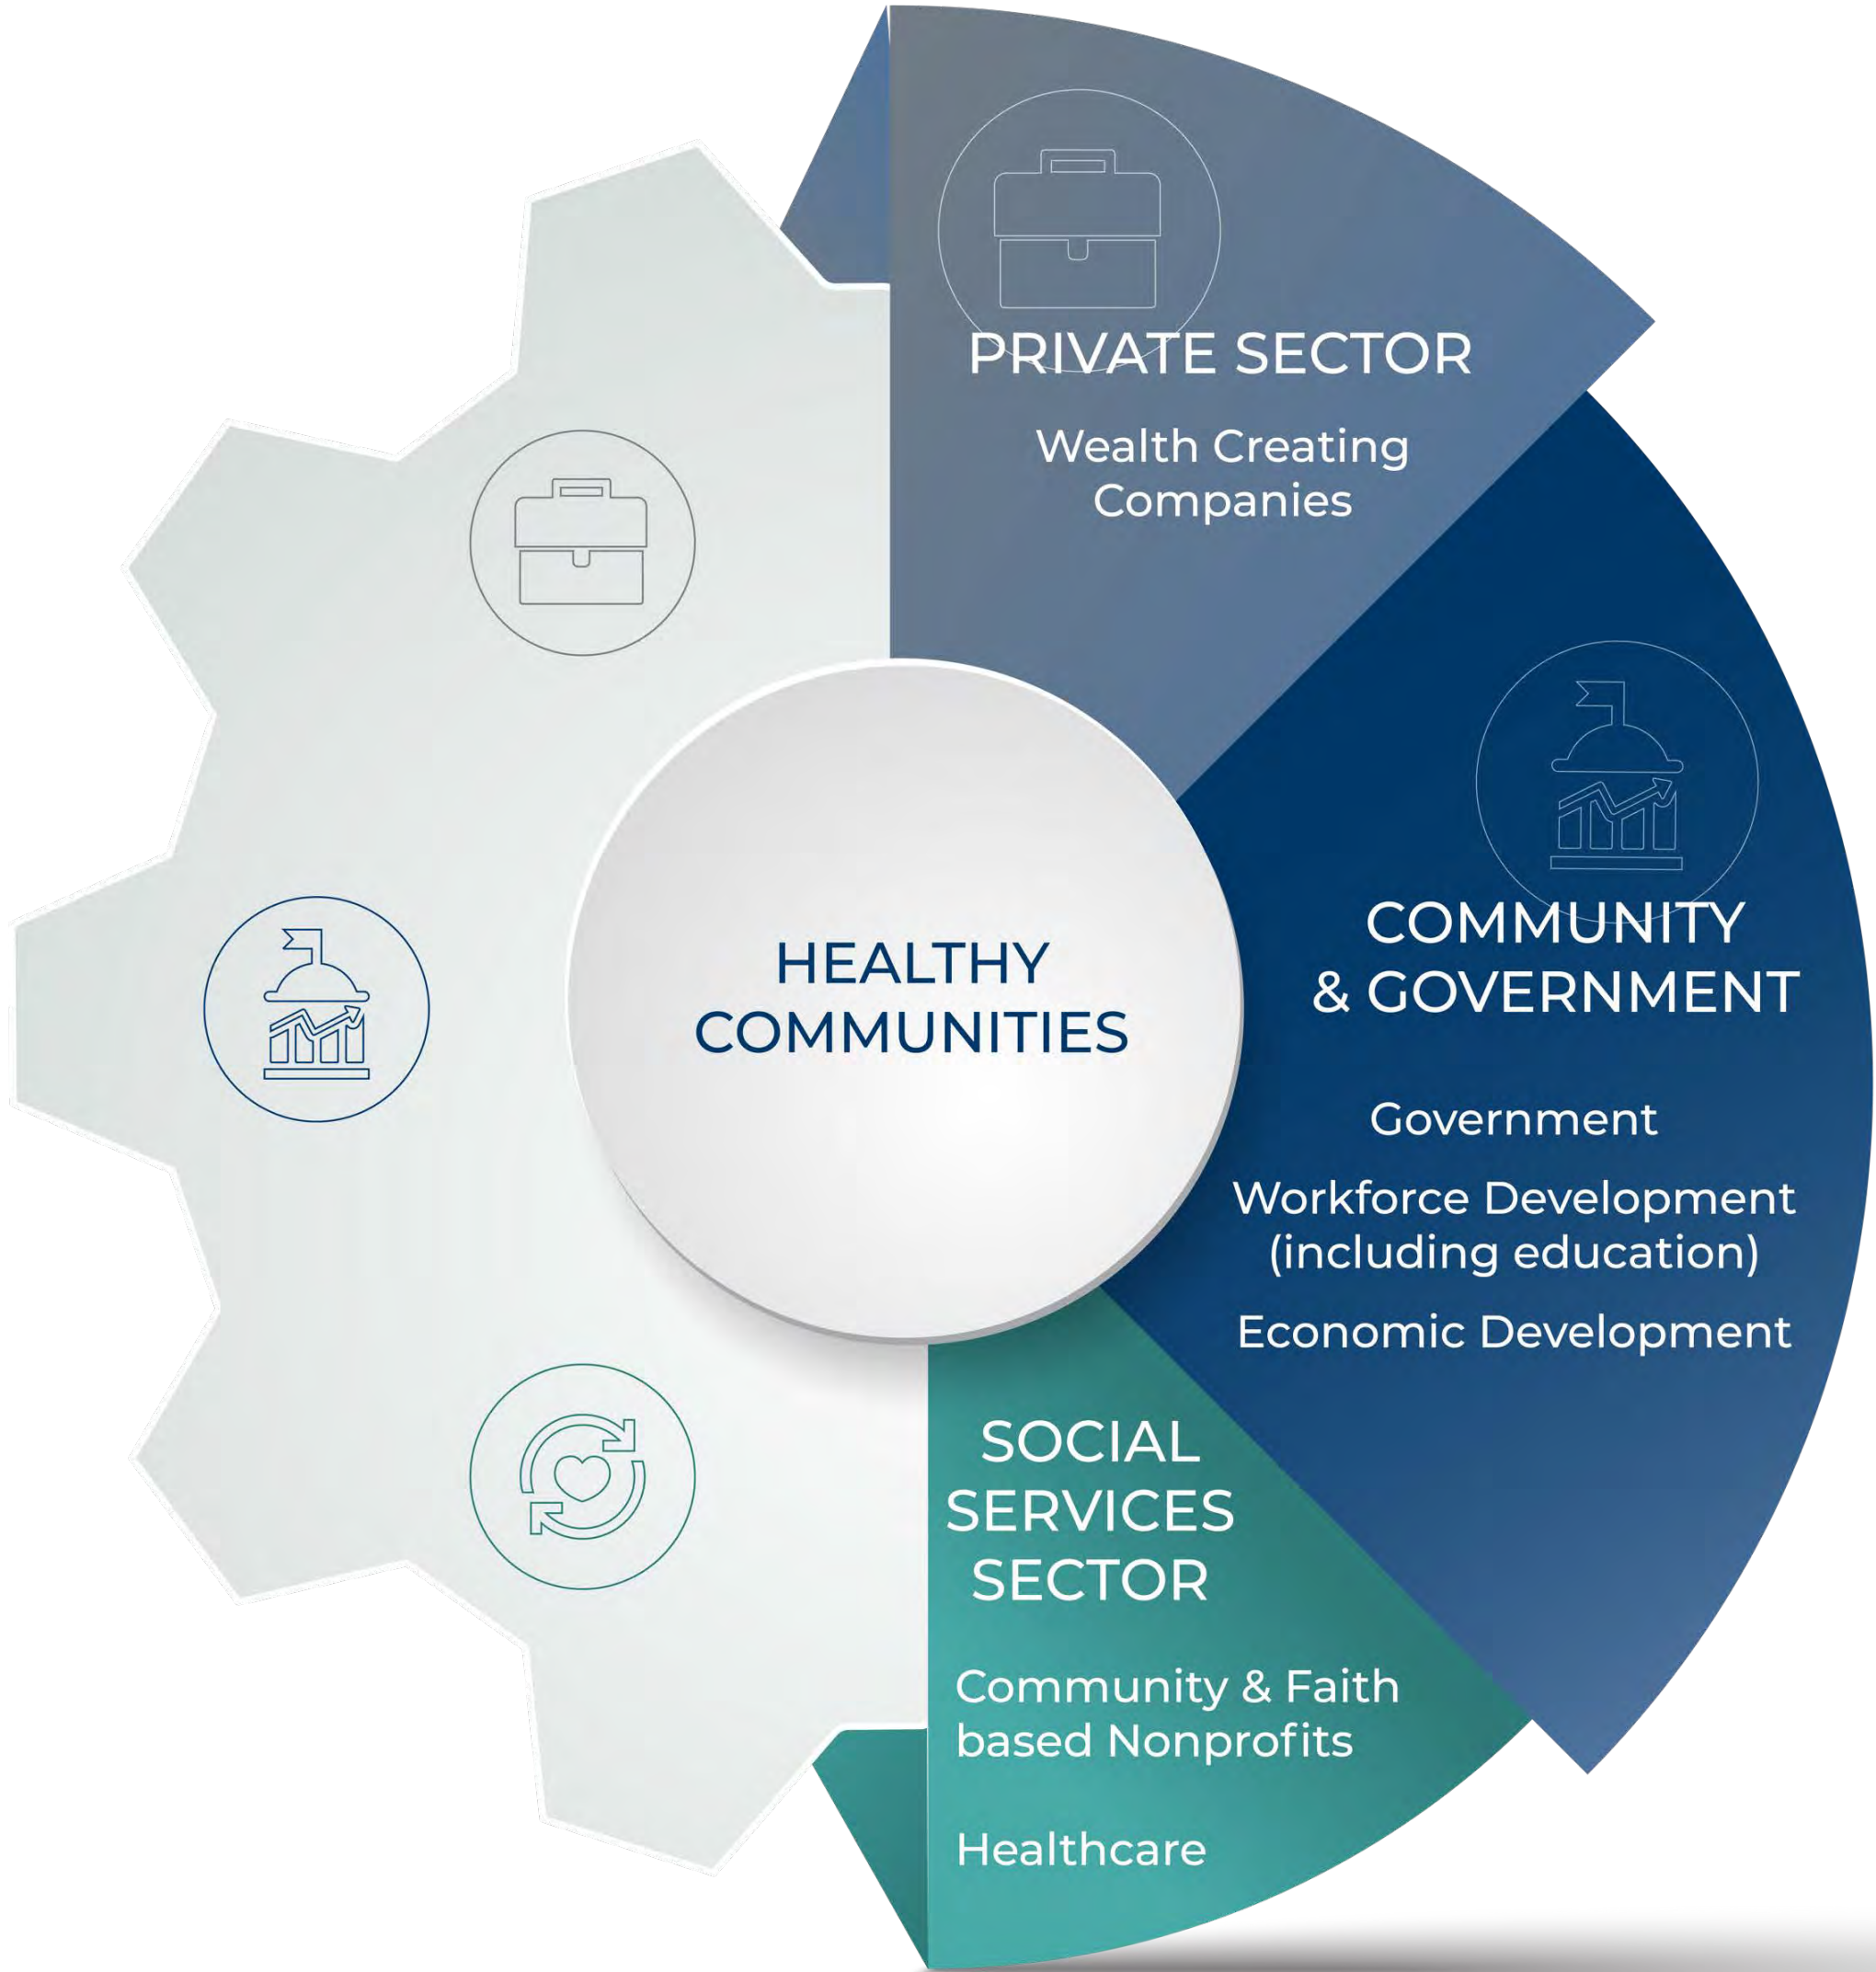 PRIVATE SECTOR
Wealth Creating
Companies
HEALTHY
COMMUNITIES
COMMUNITY
& GOVERNMENT
Government
Workforce Development
(including education)
Economic Development
SOCIAL
SERVICES
SECTOR
Community & Faith
based Nonprofits
Healthcare